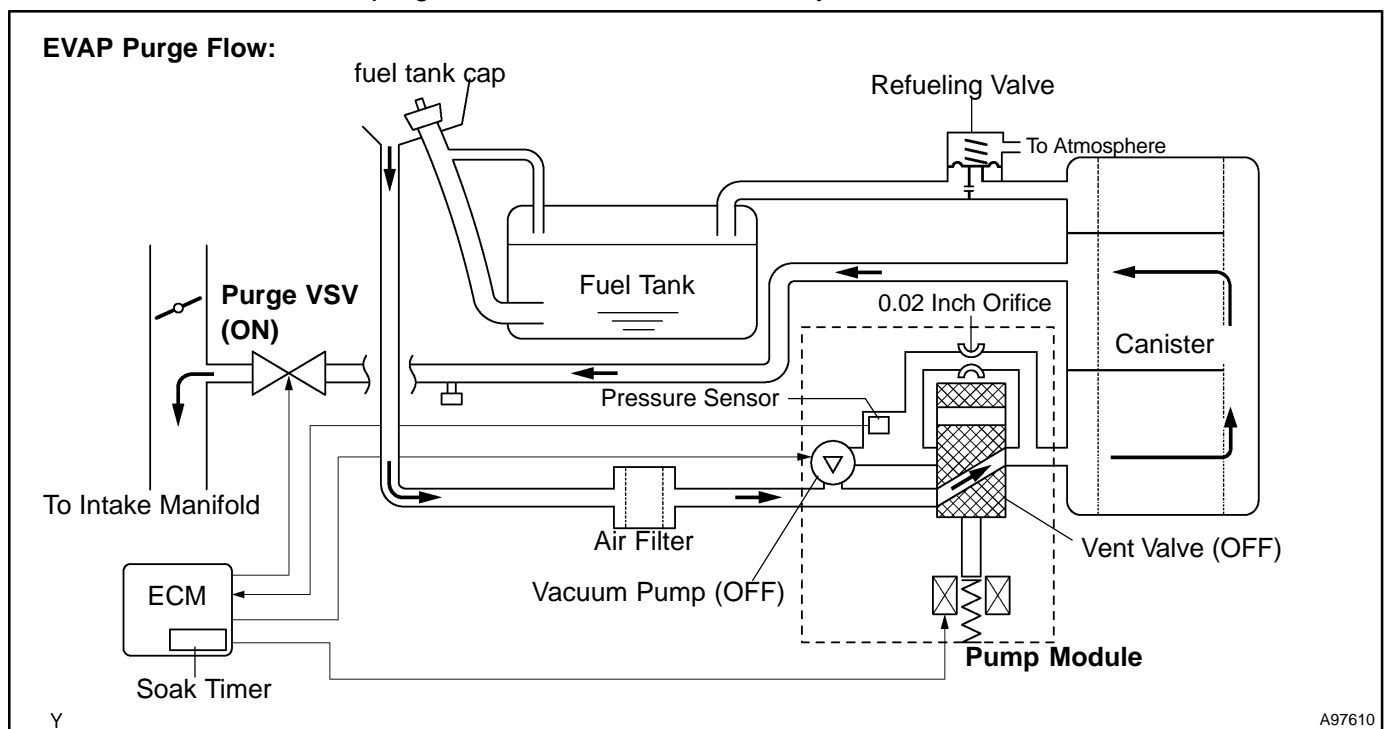 EVAP Purge Flow:
fuel tank cap
Refueling Valve
To Atmosphere
Purge VSV
(ON)
Fuel Tank
0.02 Inch Orifice
Canister
Pressure Sensor
To Intake Manifold
Air Filter
Vent Valve (OFF)
Vacuum Pump (OFF)
ECM
Pump Module
Soak Timer
Y
A97610